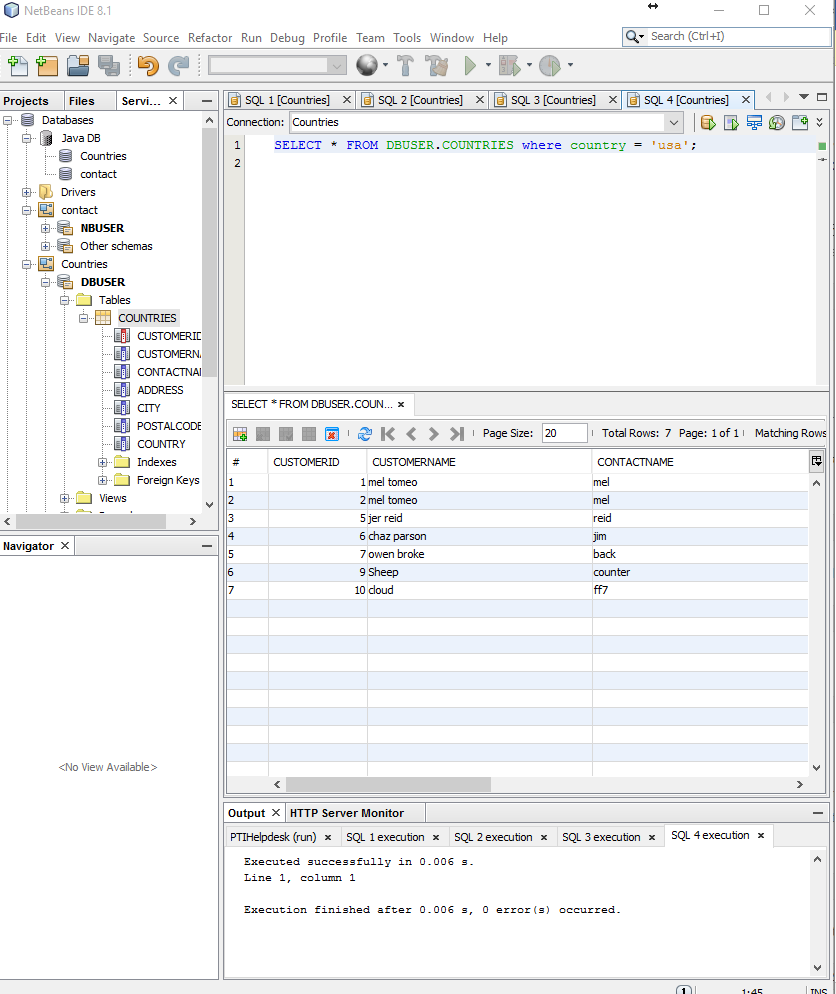 NetBeans IDE 8.1
File Edit View Navigate Source Refactor Run Debug Profile Team Tools Window Help
Search (Ctrl+I)
Projects Files Servi...
Databases
Java DB
Countries
contact
Drivers
contact
NBUSER
Other schemas
Countries
DBUSER
Tables
COUNTRIES
CUSTOMERID
CUSTOMERNA
CONTACTNAI
ADDRESS
CITY
POSTALCODE
COUNTRY
Indexes
Foreign Keys
Views
Navigator
<No View Available>
SQL 1 [Countries] SQL 2 [Countries] SQL 3 [Countries] SQL 4 [Countries]
Connection: Countries
1 SELECT * FROM DBUSER.COUNTRIES where country = 'usa';
2
SELECT * FROM DBUSER.COUN...
Page Size: 20 Total Rows: 7 Page: 1 of 1 Matching Rows
# CUSTOMERID CUSTOMERNAME CONTACTNAME
1 1 mel tomeo mel
2 2 mel tomeo mel
3 5 jer reid reid
4 6 chaz parson jim
5 7 owen broke back
6 9 Sheep counter
7 10 cloud ff7
Output HTTP Server Monitor
PTIHelpdesk (run) SQL 1 execution SQL 2 execution SQL 3 execution SQL 4 execution
Executed successfully in 0.006 s.
Line 1, column 1
Execution finished after 0.006 s, 0 error(s) occurred.
1 1:45 INS